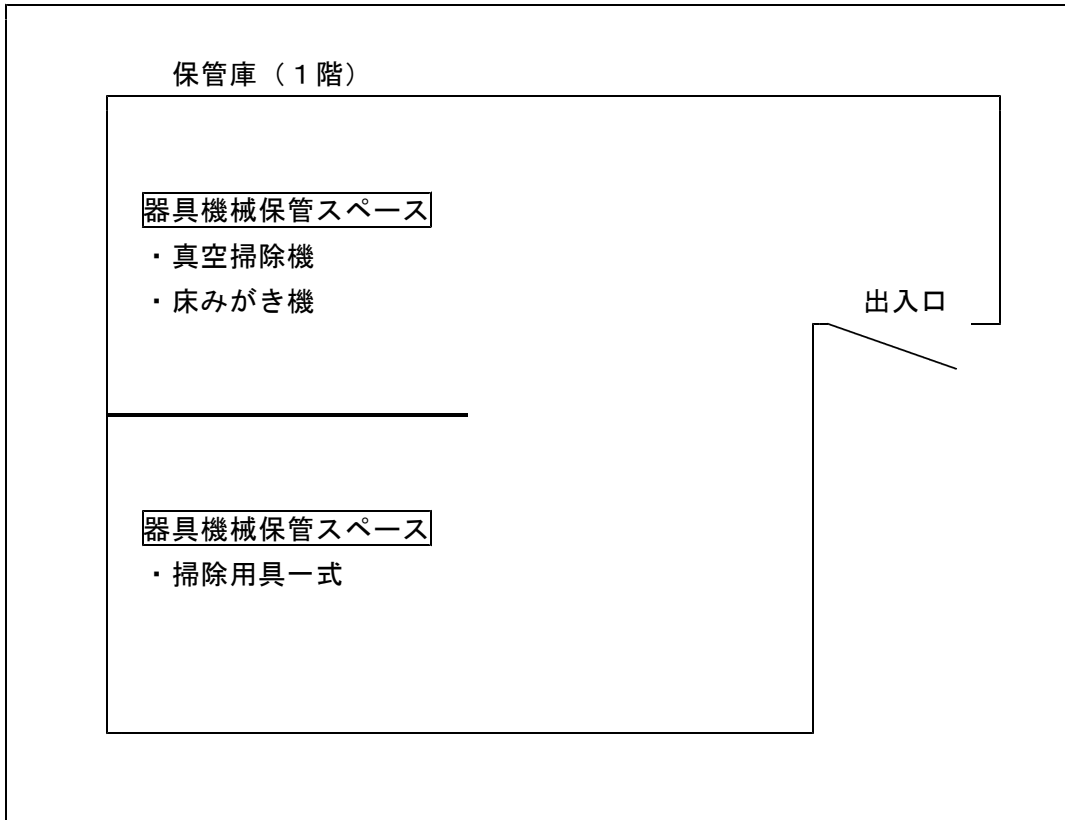 保管庫（１階）
器具機械保管スペース
・真空掃除機
・床みがき機
出入口
器具機械保管スペース
・掃除用具一式